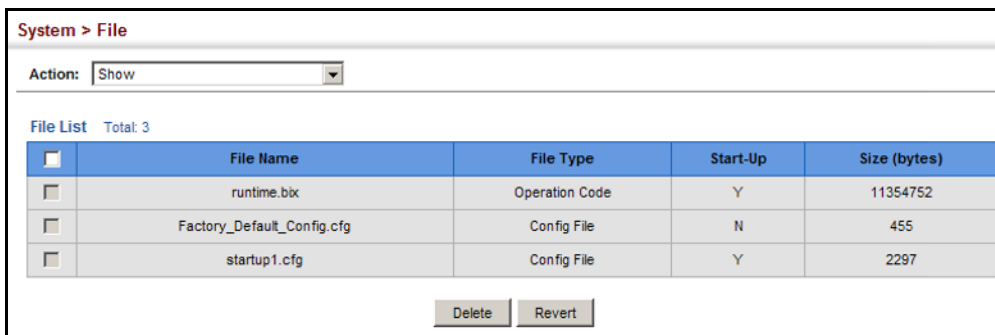 System > File
Action: Show
File List Total: 3
File Name File Type Start-Up Size (bytes)
runtime.bix Operation Code Y 11354752
Factory_Default_Config.cfg Config File N 455
startup1.cfg Config File Y 2297
Delete Revert